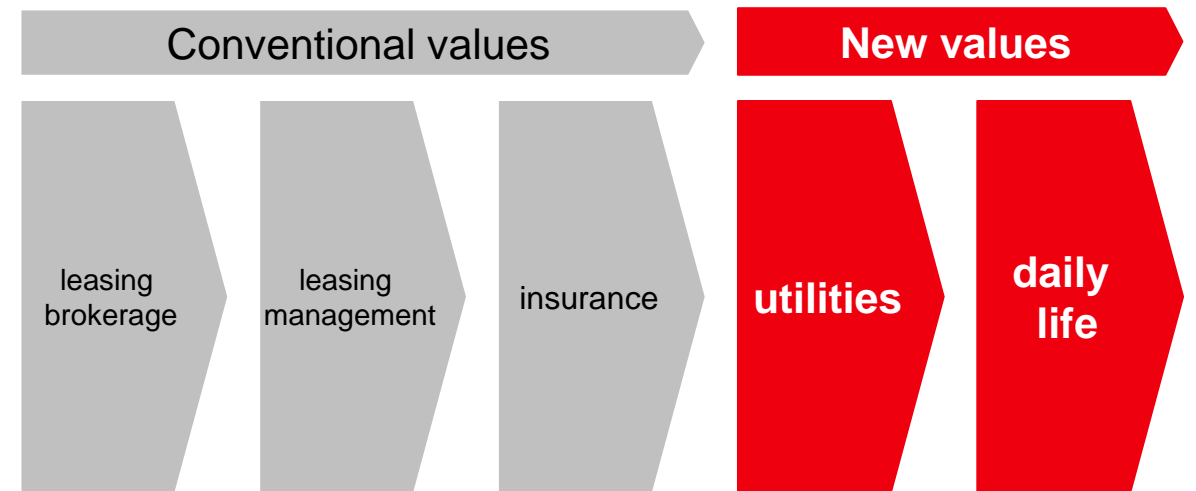 Conventional values
New values
leasing
brokerage
leasing
management
insurance
utilities
daily
life